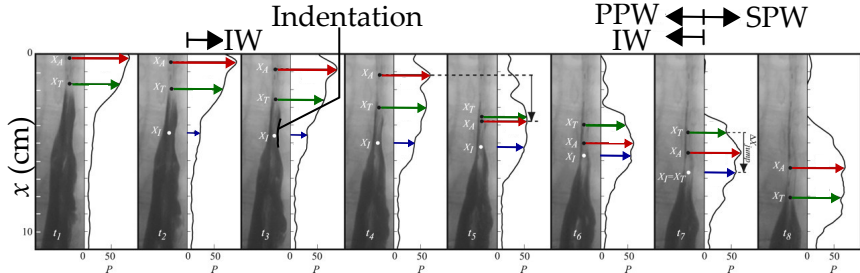 Indentation
IW
PPW SPW
IW
x (cm)
0
5
10
X_A
X_T
t_1
X_A
X_T
X_I
t_2
X_A
X_T
X_I
t_3
X_A
X_T
X_I
t_4
X_T
X_A
X_I
t_5
X_T
X_A
X_I
t_6
X_T
X_A
X_I=X_T
t_7
ΔX_jump
X_A
X_T
t_8
0 50 0 50 0 50 0 50 0 50 0 50 0 50 0 50
P P P P P P P P